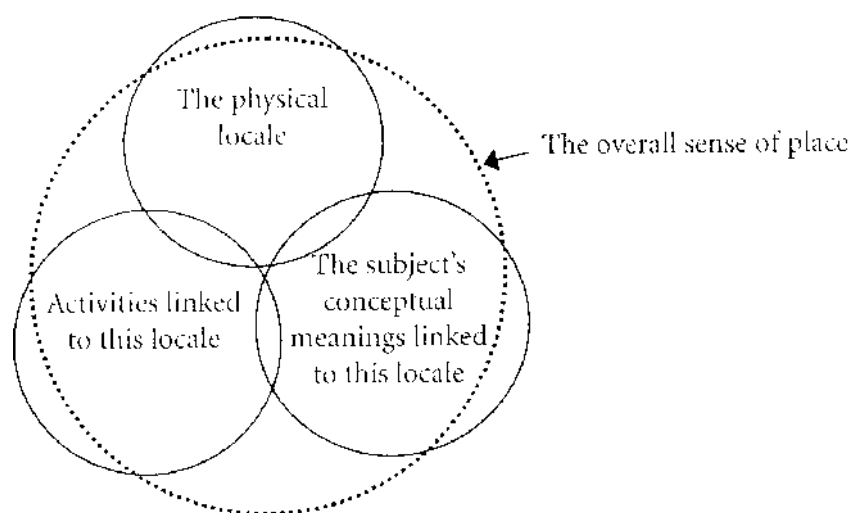 The physical
locale
The overall sense of place
Activities linked
to this locale
The subject's
conceptual
meanings linked
to this locale